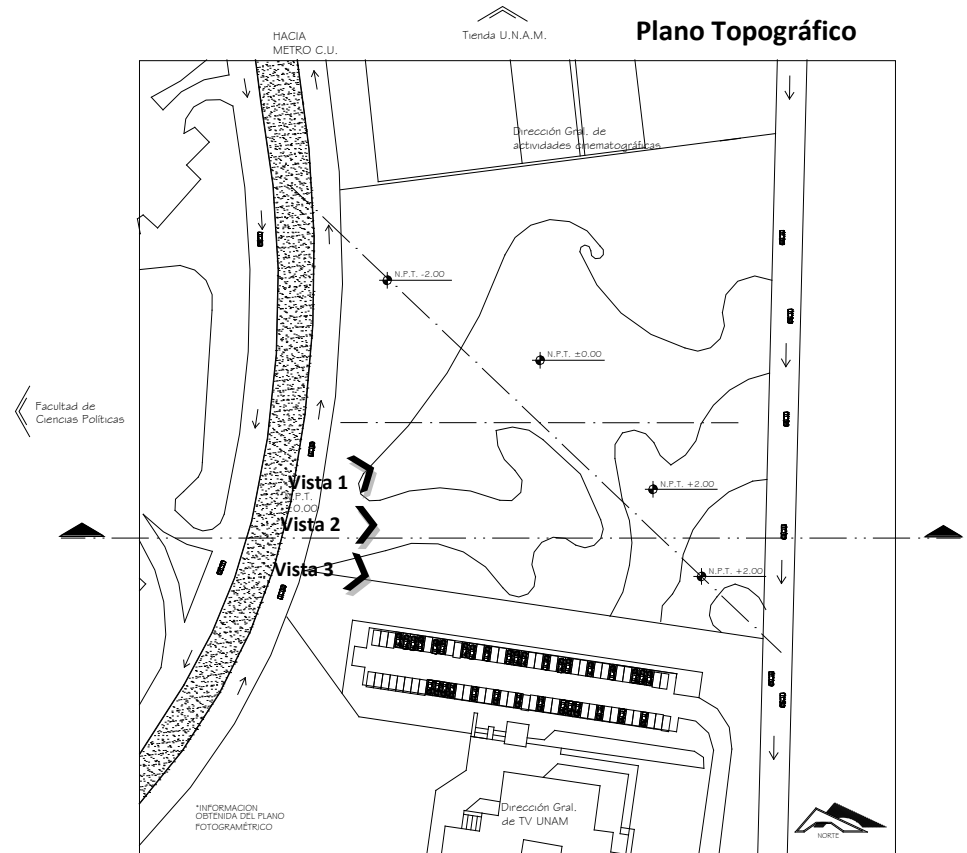 Plano Topográfico
Tienda U.N.A.M.
HACIA
METRO C.U.
Dirección Gral. de
actividades cinematográficas
N.P.T. -2.00
N.P.T. ±0.00
Facultad de
Ciencias Políticas
Vista 1
N.P.T.
±0.00
N.P.T. +2.00
Vista 2
Vista 3
N.P.T. +2.00
*INFORMACION
OBTENIDA DEL PLANO
FOTOGRAMÉTRICO
Dirección Gral.
de TV UNAM
NORTE